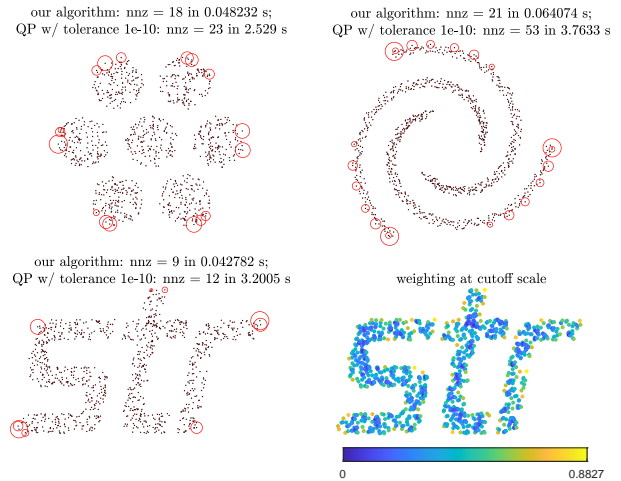 our algorithm: nnz = 18 in 0.048232 s;
QP w/ tolerance 1e-10: nnz = 23 in 2.529 s
our algorithm: nnz = 21 in 0.064074 s;
QP w/ tolerance 1e-10: nnz = 53 in 3.7633 s
our algorithm: nnz = 9 in 0.042782 s;
QP w/ tolerance 1e-10: nnz = 12 in 3.2005 s
weighting at cutoff scale
0
0.8827